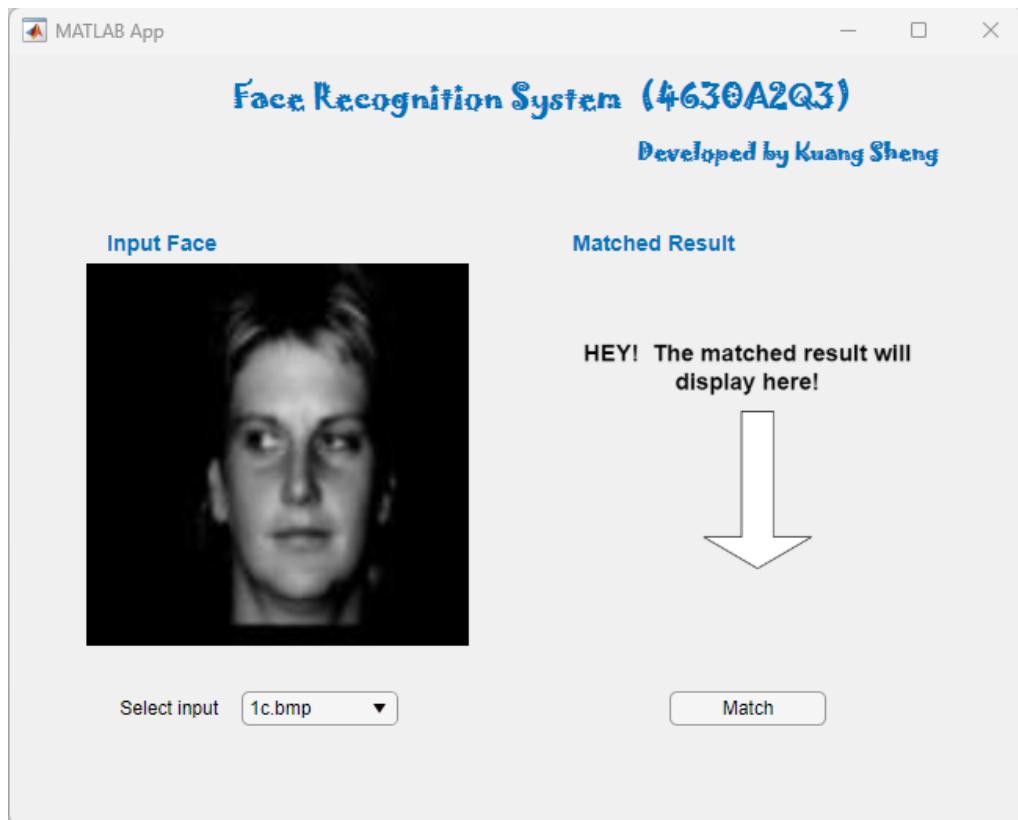 MATLAB App
Face Recognition System (4630A2Q3)
Developed by Kuang Sheng
Input Face
Matched Result
HEY! The matched result will
display here!
Select input
1c.bmp
Match